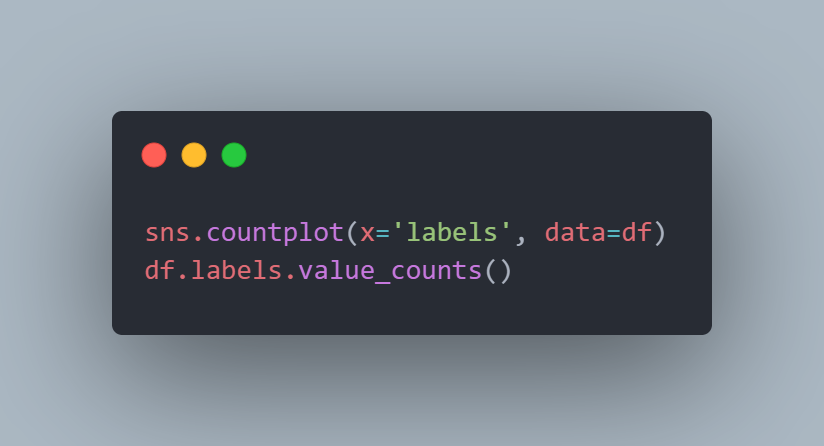 sns.countplot(x='labels', data=df)
df.labels.value_counts()